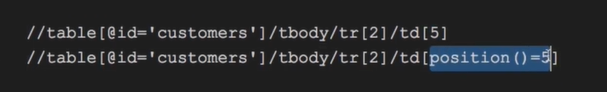 //table[@id='customers']/tbody/tr[2]/td[5]
//table[@id='customers']/tbody/tr[2]/td[position()=5]